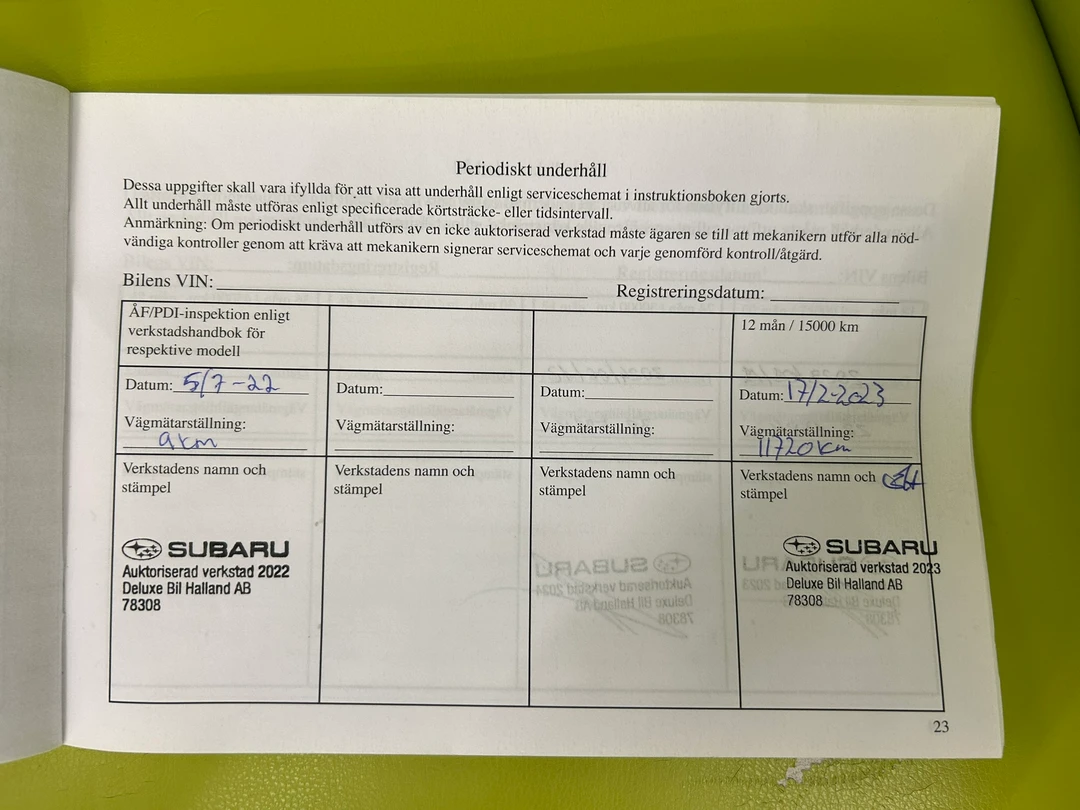 Periodiskt underhåll
Dessa uppgifter skall vara ifyllda för att visa att underhåll enligt serviceschemat i instruktionsboken gjorts.
Allt underhåll måste utföras enligt specificerade körtsträcke- eller tidsintervall.
Anmärkning: Om periodiskt underhåll utförs av en icke auktoriserad verkstad måste ägaren se till att mekanikern utför alla nöd-
vändiga kontroller genom att kräva att mekanikern signerar serviceschemat och varje genomförd kontroll/åtgärd.
Bilens VIN: Registreringsdatum:
ÅF/PDI-inspektion enligt
verkstadshandbok för
respektive modell
Datum: 5/7-22
Vägmätarställning:
9km
Verkstadens namn och
stämpel
SUBARU
Auktoriserad verkstad 2022
Deluxe Bil Halland AB
78308
Datum:
Vägmätarställning:
Verkstadens namn och
stämpel
Datum:
Vägmätarställning:
Verkstadens namn och
stämpel
12 mån / 15000 km
Datum: 17/2-2023
Vägmätarställning:
11720 km
Verkstadens namn och
stämpel
SUBARU
Auktoriserad verkstad 2023
Deluxe Bil Halland AB
78308
23